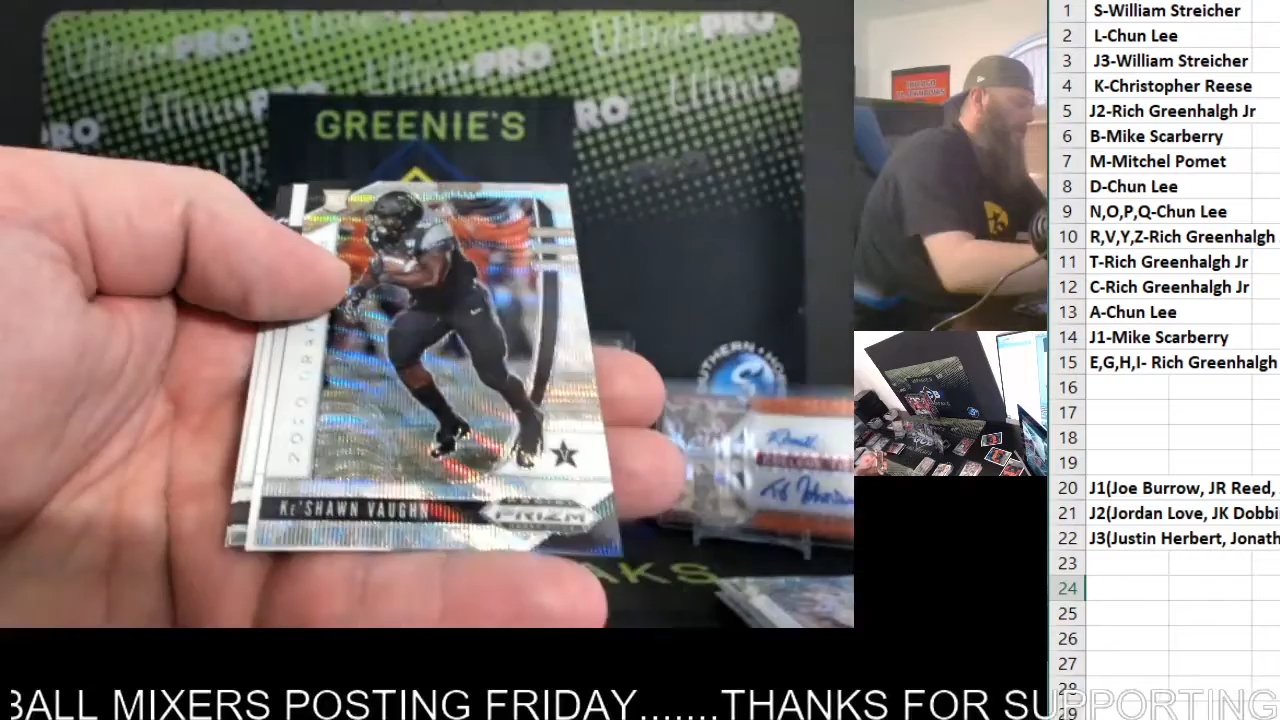 Ultra•PRO
PRO
GREENIE'S
2020 DRAFT
KE'SHAWN VAUGHN
PRIZM
1 S-William Streicher
2 L-Chun Lee
3 J3-William Streicher
4 K-Christopher Reese
5 J2-Rich Greenhalgh Jr
6 B-Mike Scarberry
7 M-Mitchel Pomet
8 D-Chun Lee
9 N,O,P,Q-Chun Lee
10 R,V,Y,Z-Rich Greenhalgh
11 T-Rich Greenhalgh Jr
12 C-Rich Greenhalgh Jr
13 A-Chun Lee
14 J1-Mike Scarberry
15 E,G,H,I- Rich Greenhalgh
16
17
18
19
20 J1(Joe Burrow, JR Reed,
21 J2(Jordan Love, JK Dobbi
22 J3(Justin Herbert, Jonath
23
24
25
26
27
28
29
BALL MIXERS POSTING FRIDAY.......THANKS FOR SUPPORTING